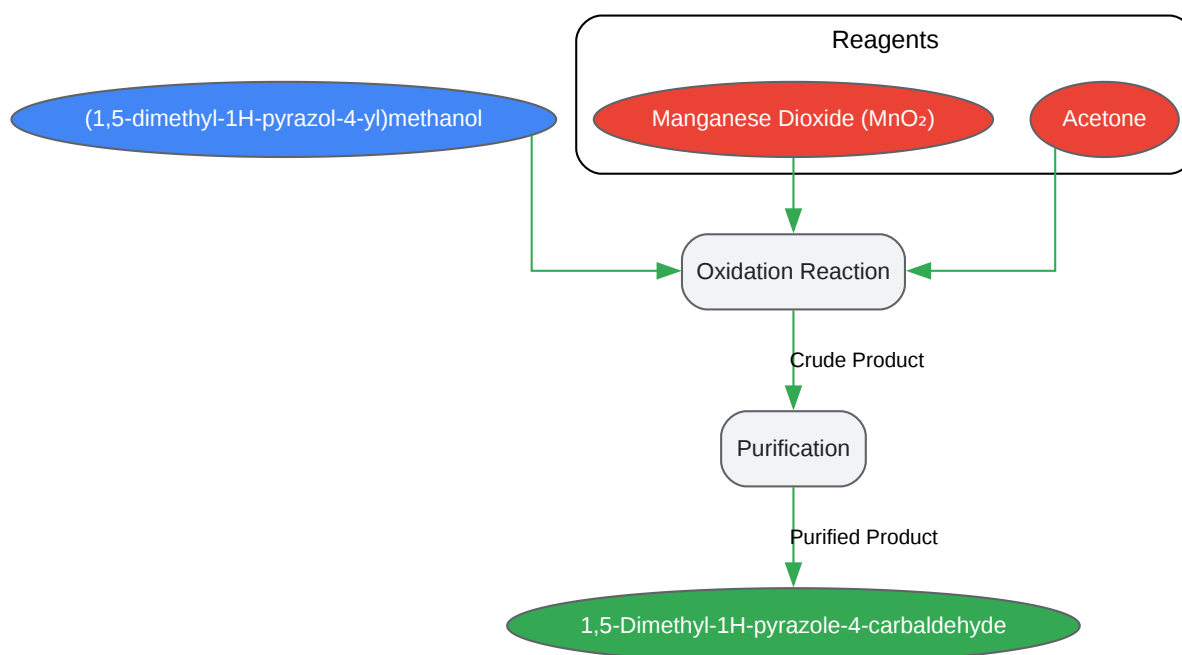 Reagents
(1,5-dimethyl-1H-pyrazol-4-yl)methanol
Manganese Dioxide (MnO₂)
Acetone
Oxidation Reaction
Crude Product
Purification
Purified Product
1,5-Dimethyl-1H-pyrazole-4-carbaldehyde